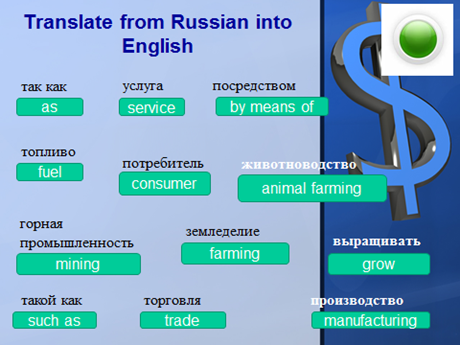 Translate from Russian into
English
так как
услуга
посредством
as
service
by means of
топливо
потребитель
животноводство
fuel
consumer
animal farming
горная
промышленность
земледелие
выращивать
mining
farming
grow
такой как
торговля
производство
such as
trade
manufacturing